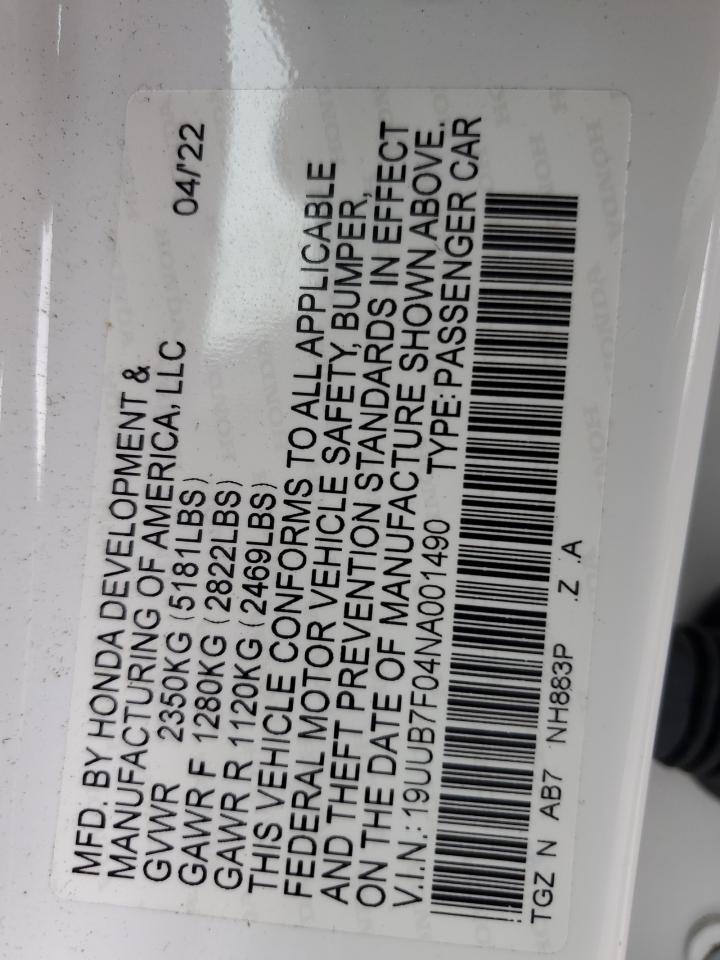 MFD. BY HONDA DEVELOPMENT &
MANUFACTURING OF AMERICA, LLC 04/'22
GVWR 2350KG (5181LBS)
GAWR F 1280KG (2822LBS)
GAWR R 1120KG (2469LBS)
THIS VEHICLE CONFORMS TO ALL APPLICABLE
FEDERAL MOTOR VEHICLE SAFETY, BUMPER,
AND THEFT PREVENTION STANDARDS IN EFFECT
ON THE DATE OF MANUFACTURE SHOWN ABOVE.
V.I.N.: 19UUB7F04NA001490 TYPE: PASSENGER CAR
TGZ N AB7 NH883P .Z .A